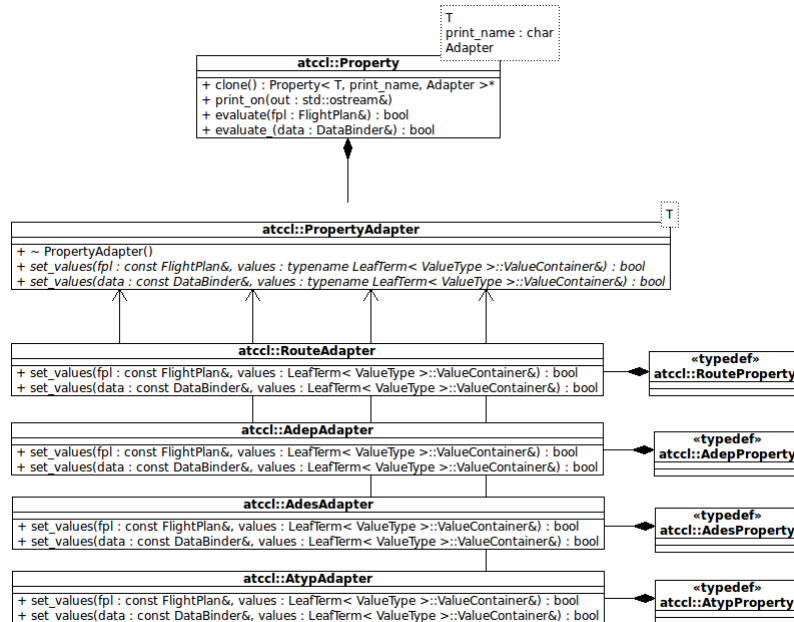 T
print_name : char
Adapter
atccl::Property
+ clone() : Property< T, print_name, Adapter >*
+ print_on(out : std::ostream&)
+ evaluate(fpl : FlightPlan&) : bool
+ evaluate_(data : DataBinder&) : bool
T
atccl::PropertyAdapter
+ ~ PropertyAdapter()
+ set_values(fpl : const FlightPlan&, values : typename LeafTerm< ValueType >::ValueContainer&) : bool
+ set_values(data : const DataBinder&, values : typename LeafTerm< ValueType >::ValueContainer&) : bool
atccl::RouteAdapter
+ set_values(fpl : const FlightPlan&, values : LeafTerm< ValueType >::ValueContainer&) : bool
+ set_values(data : const DataBinder&, values : LeafTerm< ValueType >::ValueContainer&) : bool
«typedef»
atccl::RouteProperty
atccl::AdepAdapter
+ set_values(fpl : const FlightPlan&, values : LeafTerm< ValueType >::ValueContainer&) : bool
+ set_values(data : const DataBinder&, values : LeafTerm< ValueType >::ValueContainer&) : bool
«typedef»
atccl::AdepProperty
atccl::AdesAdapter
+ set_values(fpl : const FlightPlan&, values : LeafTerm< ValueType >::ValueContainer&) : bool
+ set_values(data : const DataBinder&, values : LeafTerm< ValueType >::ValueContainer&) : bool
«typedef»
atccl::AdesProperty
atccl::AtypAdapter
+ set_values(fpl : const FlightPlan&, values : LeafTerm< ValueType >::ValueContainer&) : bool
+ set_values(data : const DataBinder&, values : LeafTerm< ValueType >::ValueContainer&) : bool
«typedef»
atccl::AtypProperty